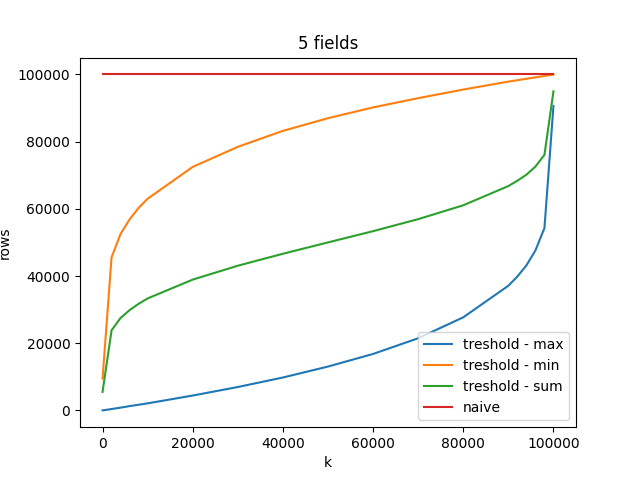 5 fields
100000
80000
60000
40000
20000
0
rows
0 20000 40000 60000 80000 100000
k
treshold - max
treshold - min
treshold - sum
naive